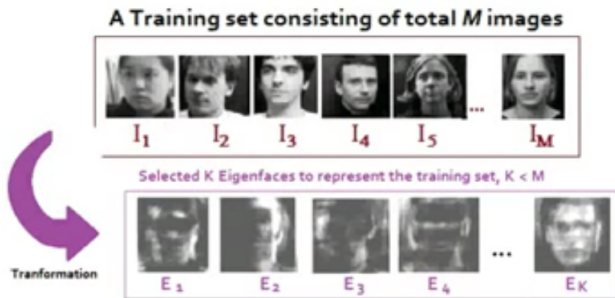 A Training set consisting of total M images
I1 I2 I3 I4 I5 ... IM
Selected K Eigenfaces to represent the training set, K < M
...
Tranformation
E1 E2 E3 E4 EK